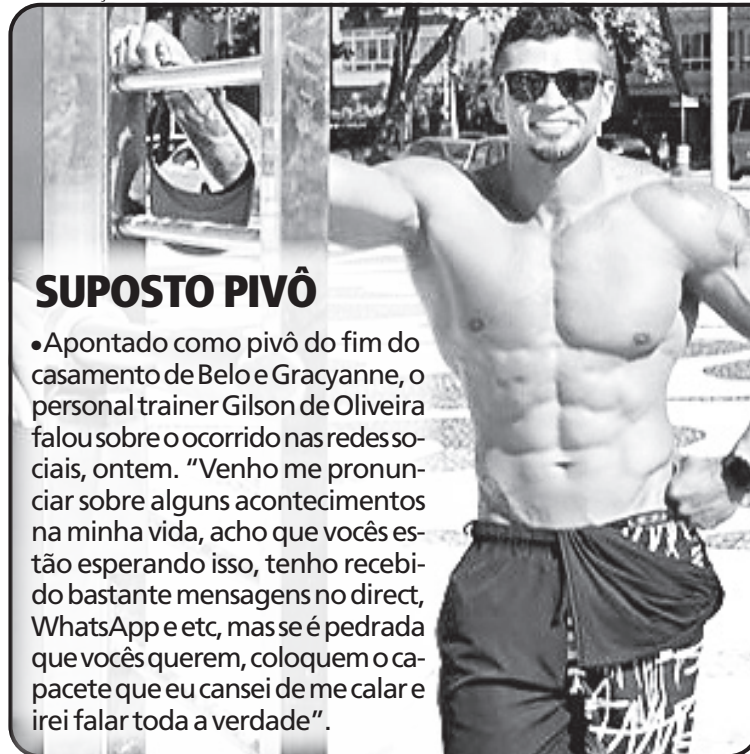 SUPOSTO PIVÔ
•Apontado como pivô do fim do
casamento de Belo e Gracyanne, o
personal trainer Gilson de Oliveira
falou sobre o ocorrido nas redes so-
ciais, ontem. “Venho me pronun-
ciar sobre alguns acontecimentos
na minha vida, acho que vocês es-
tão esperando isso, tenho recebi-
do bastante mensagens no direct,
WhatsApp e etc, mas se é pedrada
que vocês querem, coloquem o ca-
pacete que eu cansei de me calar e
irei falar toda a verdade”.